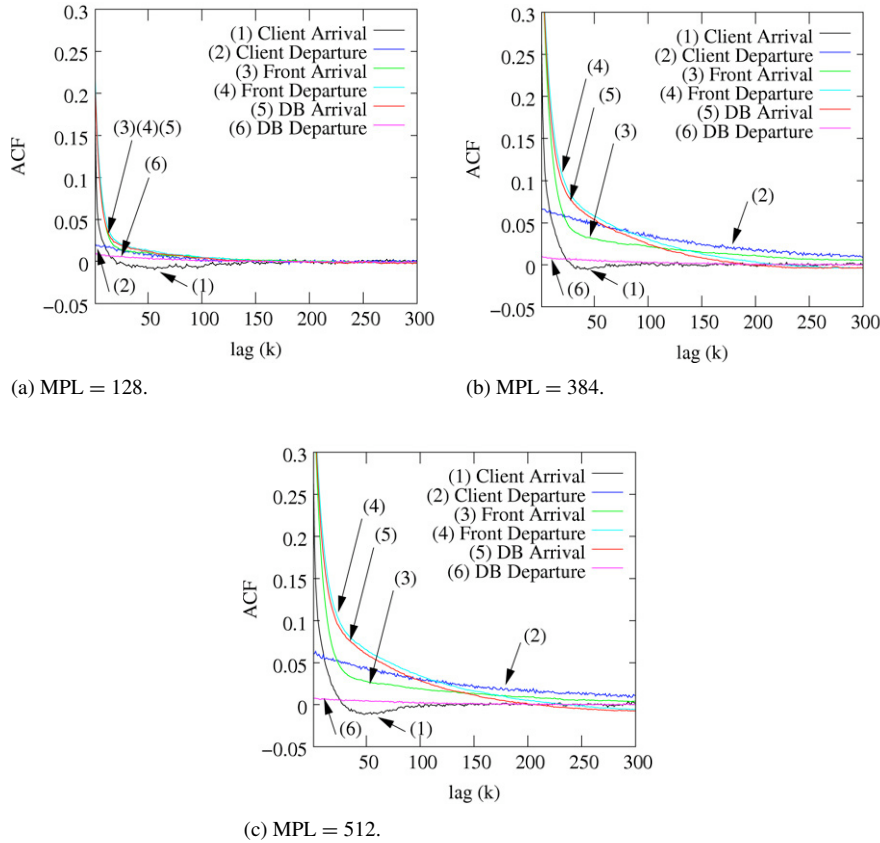 0.3
0.25
0.2
0.15
0.1
0.05
0
−0.05
ACF
(1) Client Arrival
(2) Client Departure
(3) Front Arrival
(4) Front Departure
(5) DB Arrival
(6) DB Departure
(3)(4)(5)
(6)
(2)
(1)
50 100 150 200 250 300
lag (k)
(a) MPL = 128.
0.3
0.25
0.2
0.15
0.1
0.05
0
−0.05
ACF
(1) Client Arrival
(2) Client Departure
(3) Front Arrival
(4) Front Departure
(5) DB Arrival
(6) DB Departure
(4)
(5)
(3)
(2)
(6)
(1)
50 100 150 200 250 300
lag (k)
(b) MPL = 384.
0.3
0.25
0.2
0.15
0.1
0.05
0
−0.05
ACF
(1) Client Arrival
(2) Client Departure
(3) Front Arrival
(4) Front Departure
(5) DB Arrival
(6) DB Departure
(4)
(5)
(3)
(2)
(6)
(1)
50 100 150 200 250 300
lag (k)
(c) MPL = 512.